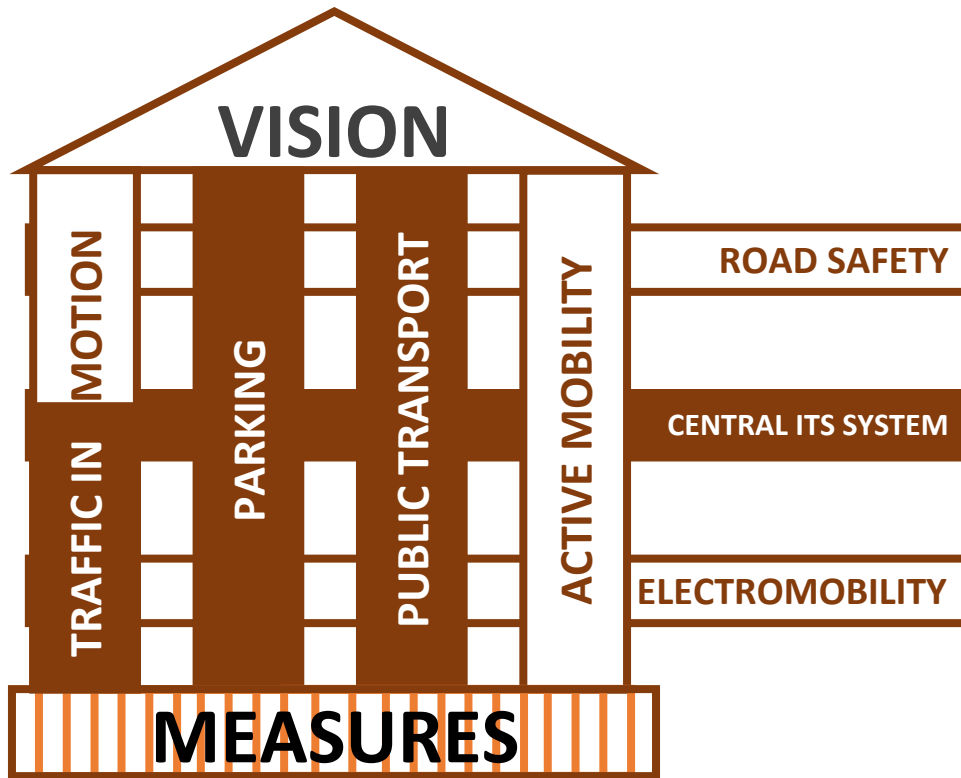 VISION
TRAFFIC IN MOTION
PARKING
PUBLIC TRANSPORT
ACTIVE MOBILITY
ROAD SAFETY
CENTRAL ITS SYSTEM
ELECTROMOBILITY
MEASURES